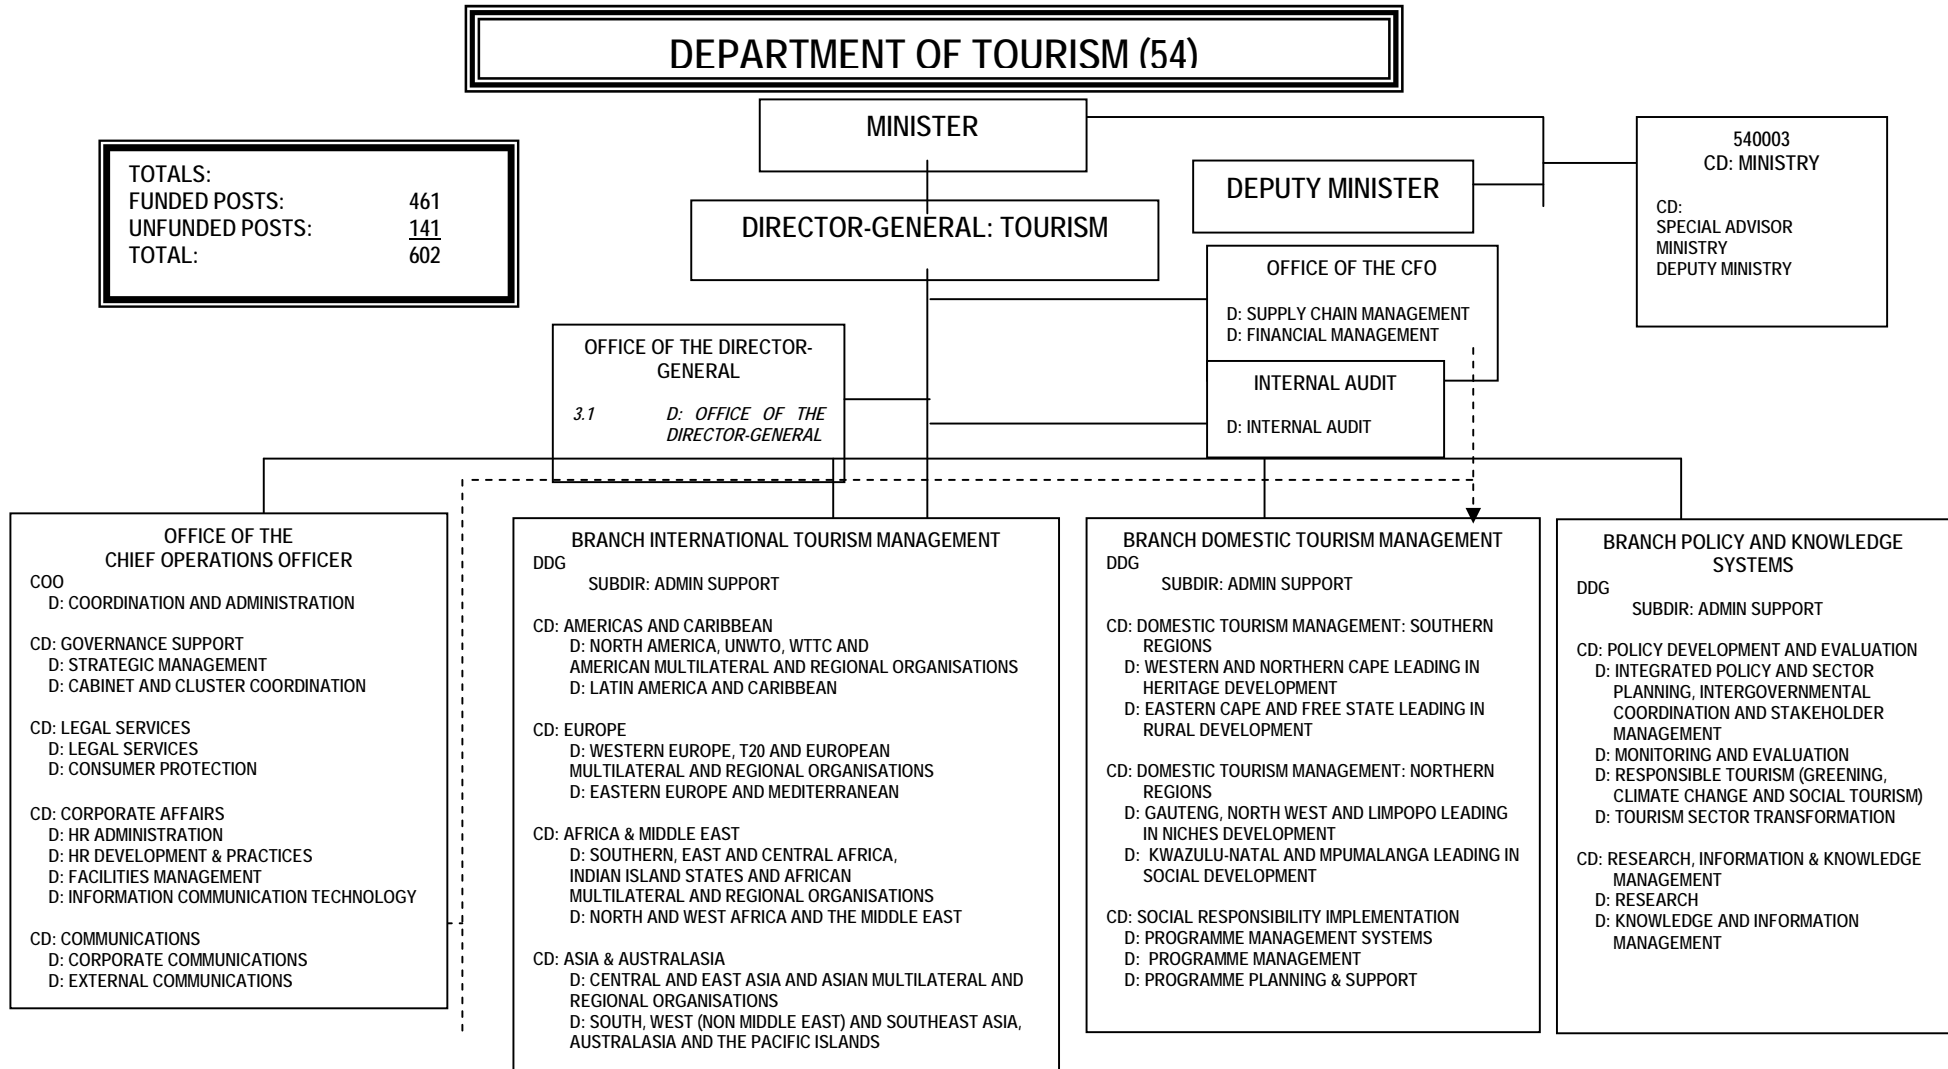 DEPARTMENT OF TOURISM (54)
MINISTER
540003
CD: MINISTRY
CD:
SPECIAL ADVISOR
MINISTRY
DEPUTY MINISTRY
TOTALS:
FUNDED POSTS: 461
UNFUNDED POSTS: 141
TOTAL: 602
DEPUTY MINISTER
DIRECTOR-GENERAL: TOURISM
OFFICE OF THE CFO
D: SUPPLY CHAIN MANAGEMENT
D: FINANCIAL MANAGEMENT
OFFICE OF THE DIRECTOR-
GENERAL
3.1 D: OFFICE OF THE
DIRECTOR-GENERAL
INTERNAL AUDIT
D: INTERNAL AUDIT
OFFICE OF THE
CHIEF OPERATIONS OFFICER
COO
D: COORDINATION AND ADMINISTRATION
CD: GOVERNANCE SUPPORT
D: STRATEGIC MANAGEMENT
D: CABINET AND CLUSTER COORDINATION
CD: LEGAL SERVICES
D: LEGAL SERVICES
D: CONSUMER PROTECTION
CD: CORPORATE AFFAIRS
D: HR ADMINISTRATION
D: HR DEVELOPMENT & PRACTICES
D: FACILITIES MANAGEMENT
D: INFORMATION COMMUNICATION TECHNOLOGY
CD: COMMUNICATIONS
D: CORPORATE COMMUNICATIONS
D: EXTERNAL COMMUNICATIONS
BRANCH INTERNATIONAL TOURISM MANAGEMENT
DDG
SUBDIR: ADMIN SUPPORT
CD: AMERICAS AND CARIBBEAN
D: NORTH AMERICA, UNWTO, WTTC AND
AMERICAN MULTILATERAL AND REGIONAL ORGANISATIONS
D: LATIN AMERICA AND CARIBBEAN
CD: EUROPE
D: WESTERN EUROPE, T20 AND EUROPEAN
MULTILATERAL AND REGIONAL ORGANISATIONS
D: EASTERN EUROPE AND MEDITERRANEAN
CD: AFRICA & MIDDLE EAST
D: SOUTHERN, EAST AND CENTRAL AFRICA,
INDIAN ISLAND STATES AND AFRICAN
MULTILATERAL AND REGIONAL ORGANISATIONS
D: NORTH AND WEST AFRICA AND THE MIDDLE EAST
CD: ASIA & AUSTRALASIA
D: CENTRAL AND EAST ASIA AND ASIAN MULTILATERAL AND
REGIONAL ORGANISATIONS
D: SOUTH, WEST (NON MIDDLE EAST) AND SOUTHEAST ASIA,
AUSTRALASIA AND THE PACIFIC ISLANDS
BRANCH DOMESTIC TOURISM MANAGEMENT
DDG
SUBDIR: ADMIN SUPPORT
CD: DOMESTIC TOURISM MANAGEMENT: SOUTHERN
REGIONS
D: WESTERN AND NORTHERN CAPE LEADING IN
HERITAGE DEVELOPMENT
D: EASTERN CAPE AND FREE STATE LEADING IN
RURAL DEVELOPMENT
CD: DOMESTIC TOURISM MANAGEMENT: NORTHERN
REGIONS
D: GAUTENG, NORTH WEST AND LIMPOPO LEADING
IN NICHES DEVELOPMENT
D: KWAZULU-NATAL AND MPUMALANGA LEADING IN
SOCIAL DEVELOPMENT
CD: SOCIAL RESPONSIBILITY IMPLEMENTATION
D: PROGRAMME MANAGEMENT SYSTEMS
D: PROGRAMME MANAGEMENT
D: PROGRAMME PLANNING & SUPPORT
BRANCH POLICY AND KNOWLEDGE
SYSTEMS
DDG
SUBDIR: ADMIN SUPPORT
CD: POLICY DEVELOPMENT AND EVALUATION
D: INTEGRATED POLICY AND SECTOR
PLANNING, INTERGOVERNMENTAL
COORDINATION AND STAKEHOLDER
MANAGEMENT
D: MONITORING AND EVALUATION
D: RESPONSIBLE TOURISM (GREENING,
CLIMATE CHANGE AND SOCIAL TOURISM)
D: TOURISM SECTOR TRANSFORMATION
CD: RESEARCH, INFORMATION & KNOWLEDGE
MANAGEMENT
D: RESEARCH
D: KNOWLEDGE AND INFORMATION
MANAGEMENT